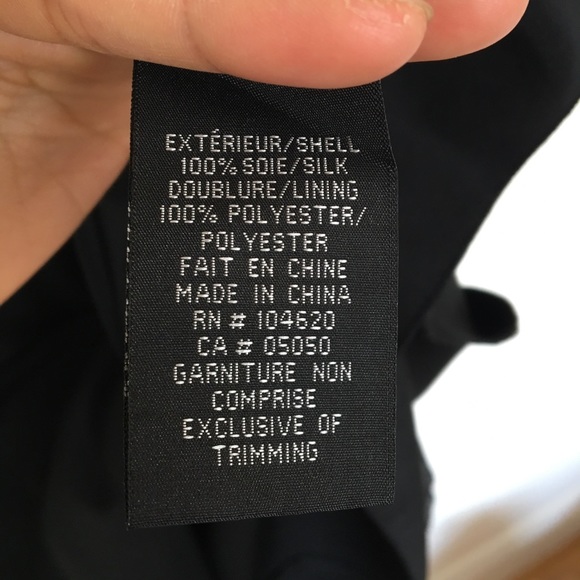 EXTÉRIEUR/SHELL
100% SOIE/SILK
DOUBLURE/LINING
100% POLYESTER/
POLYESTER
FAIT EN CHINE
MADE IN CHINA
RN # 104620
CA # 05050
GARNITURE NON
COMPRISE
EXCLUSIVE OF
TRIMMING